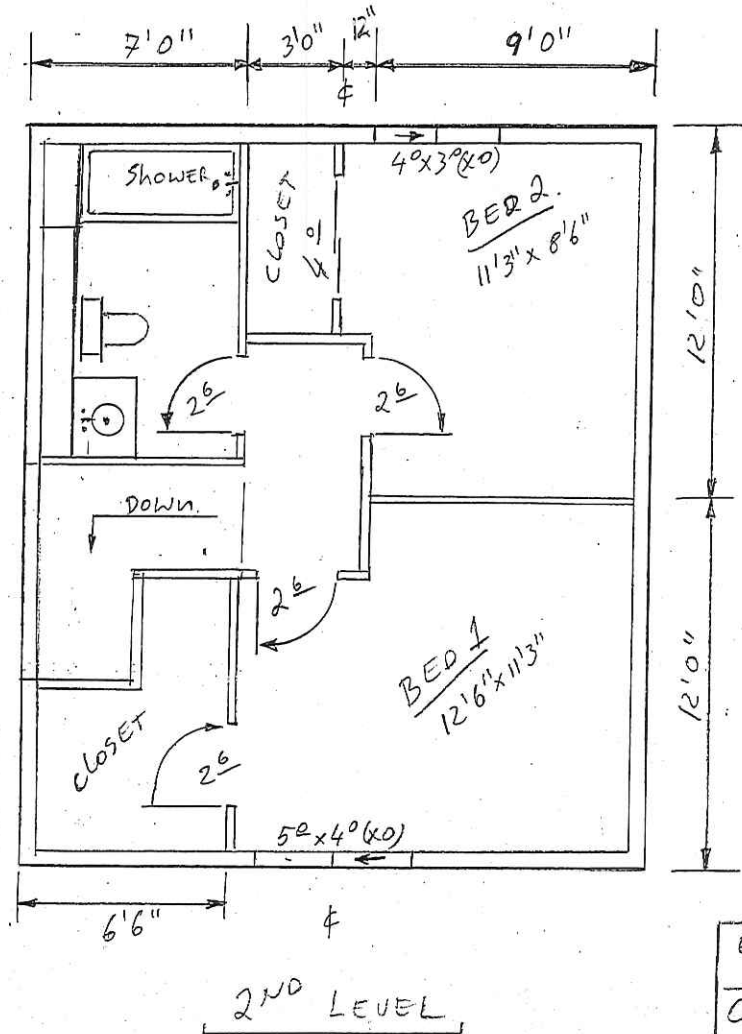 7'0" 3'0" 12" 9'0"
℄
4⁰x3⁰(XO)
SHOWER
CLOSET
4⁰
BED 2.
11'3" x 8'6"
12'0"
2⁶
2⁶
DOWN.
2⁶
BED 1
12'6" x 11'3"
12'0"
CLOSET
2⁶
5⁰x4⁰(XO)
6'6"
℄
2ND LEVEL